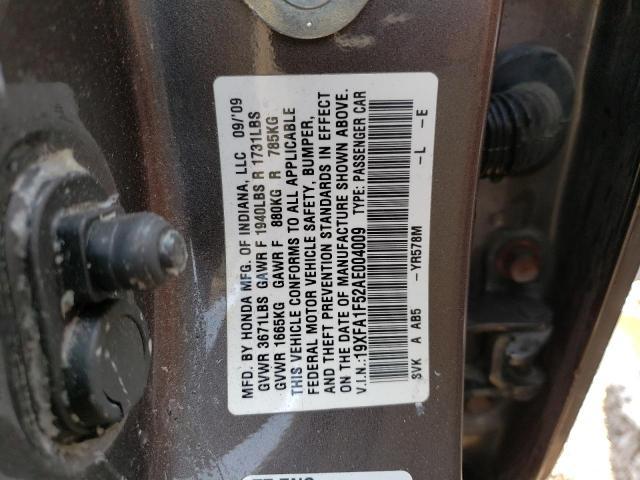 MFD. BY HONDA MFG. OF INDIANA, LLC 09/'09
GVWR 3671LBS GAWR F 1940LBS R 1731LBS
GVWR 1665KG GAWR F 880KG R 785KG
THIS VEHICLE CONFORMS TO ALL APPLICABLE
FEDERAL MOTOR VEHICLE SAFETY, BUMPER,
AND THEFT PREVENTION STANDARDS IN EFFECT
ON THE DATE OF MANUFACTURE SHOWN ABOVE.
V.I.N.:19XFA1F52AE004009 TYPE: PASSENGER CAR
SVK A AB5 -YR578M -L -E